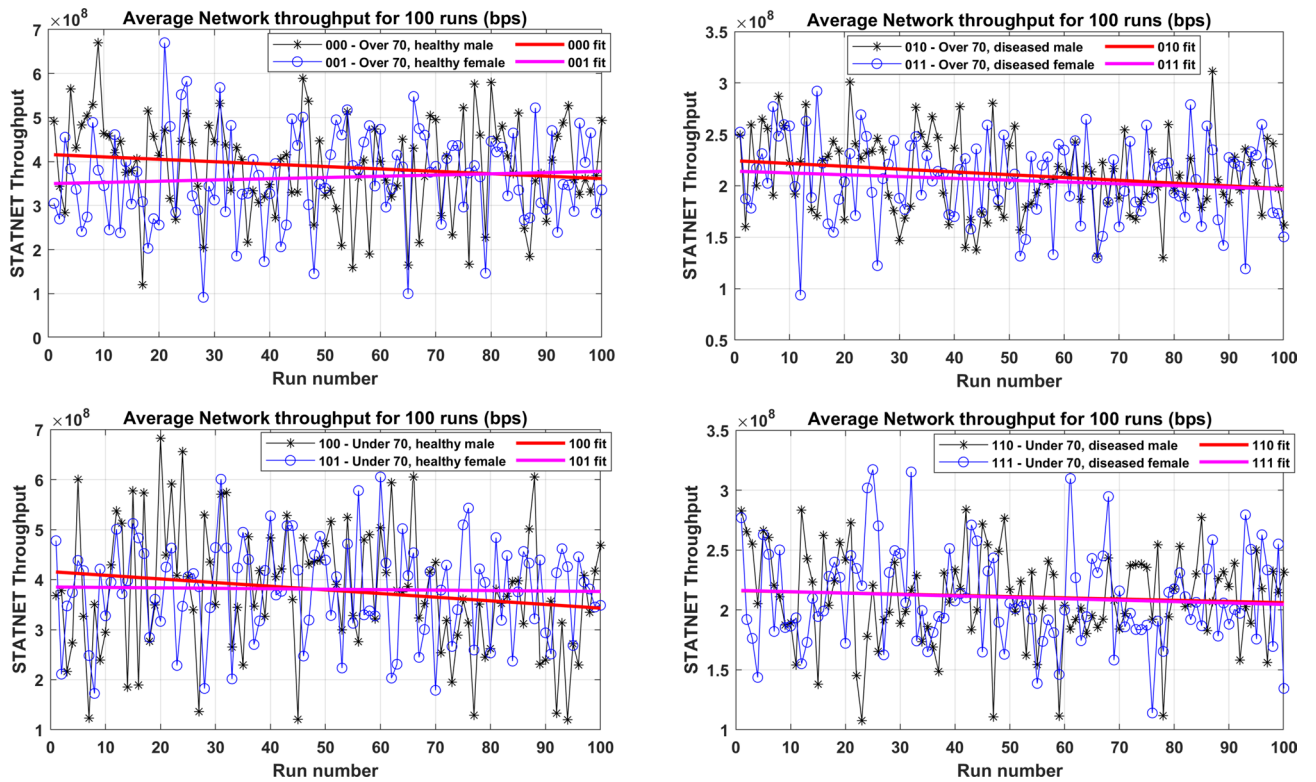 Average Network throughput for 100 runs (bps)
×10⁸
000 - Over 70, healthy male 000 fit
001 - Over 70, healthy female 001 fit
STATNET Throughput
7
6
5
4
3
2
1
0
0 10 20 30 40 50 60 70 80 90 100
Run number
Average Network throughput for 100 runs (bps)
×10⁸
010 - Over 70, diseased male 010 fit
011 - Over 70, diseased female 011 fit
STATNET Throughput
3.5
3
2.5
2
1.5
1
0.5
0 10 20 30 40 50 60 70 80 90 100
Run number
Average Network throughput for 100 runs (bps)
×10⁸
100 - Under 70, healthy male 100 fit
101 - Under 70, healthy female 101 fit
STATNET Throughput
7
6
5
4
3
2
1
0 10 20 30 40 50 60 70 80 90 100
Run number
Average Network throughput for 100 runs (bps)
×10⁸
110 - Under 70, diseased male 110 fit
111 - Under 70, diseased female 111 fit
STATNET Throughput
3.5
3
2.5
2
1.5
1
0 10 20 30 40 50 60 70 80 90 100
Run number